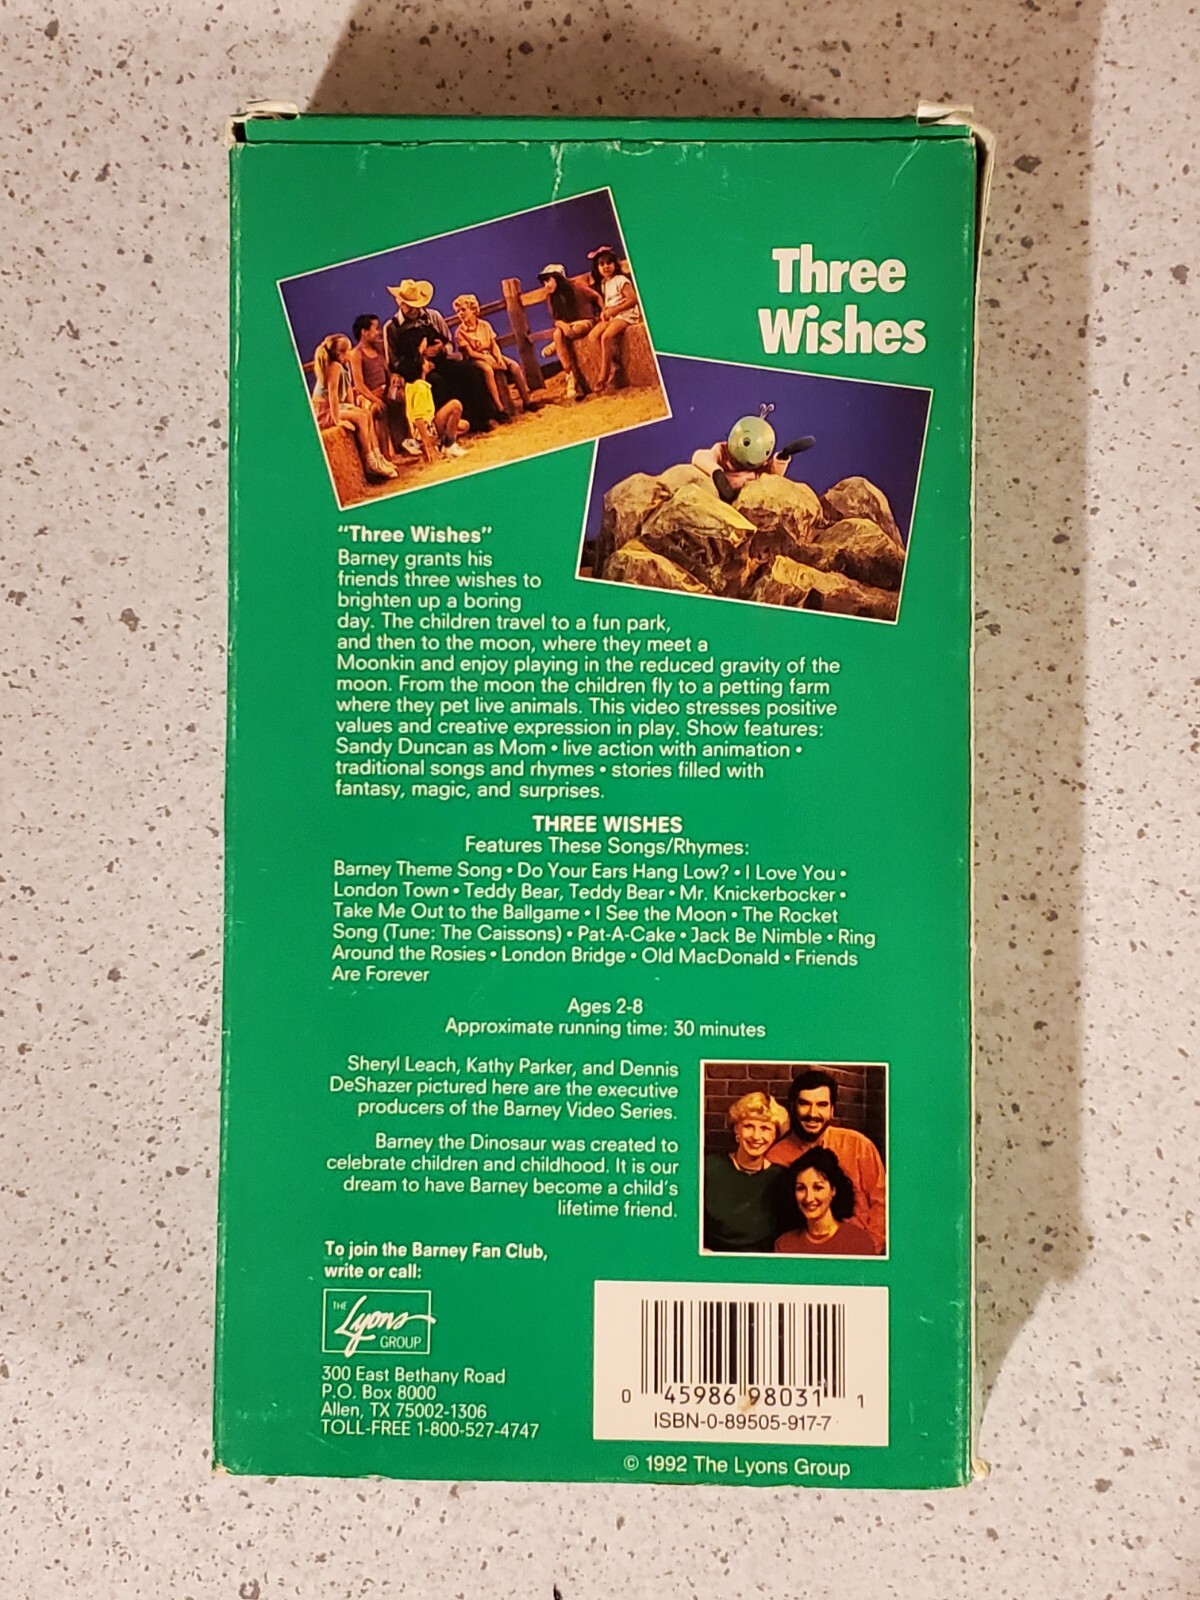 Three
Wishes
"Three Wishes"
Barney grants his
friends three wishes to
brighten up a boring
day. The children travel to a fun park,
and then to the moon, where they meet a
Moonkin and enjoy playing in the reduced gravity of the
moon. From the moon the children fly to a petting farm
where they pet live animals. This video stresses positive
values and creative expression in play. Show features:
Sandy Duncan as Mom • live action with animation •
traditional songs and rhymes • stories filled with
fantasy, magic, and surprises.
THREE WISHES
Features These Songs/Rhymes:
Barney Theme Song • Do Your Ears Hang Low? • I Love You •
London Town • Teddy Bear, Teddy Bear • Mr. Knickerbocker •
Take Me Out to the Ballgame • I See the Moon • The Rocket
Song (Tune: The Caissons) • Pat-A-Cake • Jack Be Nimble • Ring
Around the Rosies • London Bridge • Old MacDonald • Friends
Are Forever
Ages 2-8
Approximate running time: 30 minutes
Sheryl Leach, Kathy Parker, and Dennis
DeShazer pictured here are the executive
producers of the Barney Video Series.
Barney the Dinosaur was created to
celebrate children and childhood. It is our
dream to have Barney become a child's
lifetime friend.
To join the Barney Fan Club,
write or call:
THE
Lyons
GROUP
300 East Bethany Road
P.O. Box 8000
Allen, TX 75002-1306
TOLL-FREE 1-800-527-4747
0 45986 98031 1
ISBN-0-89505-917-7
© 1992 The Lyons Group